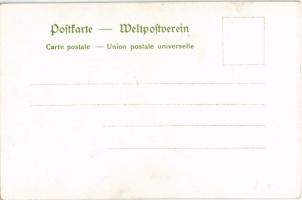 Postkarte — Weltpostverein
Carte postale — Union postale universelle